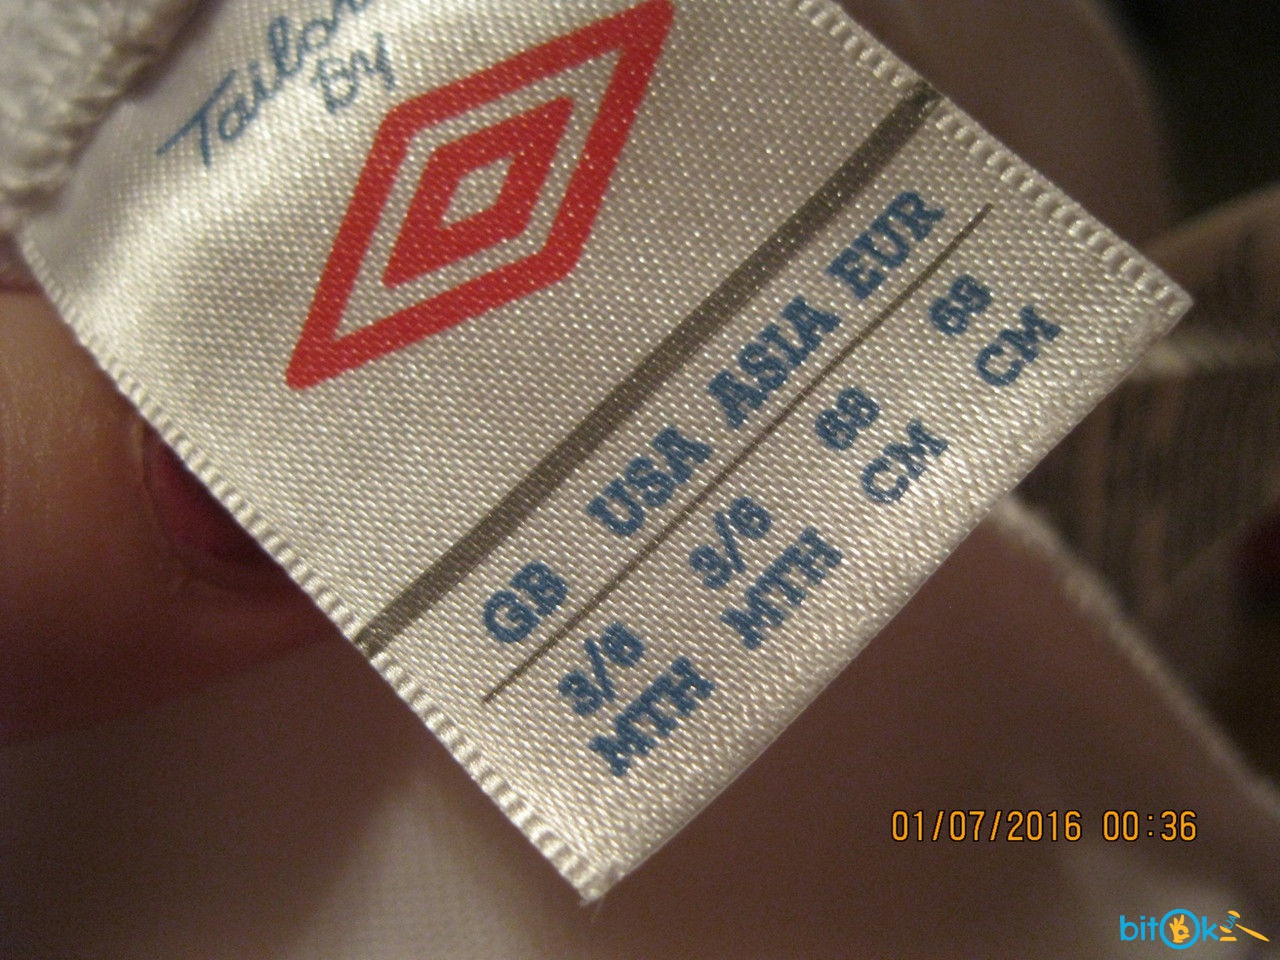 Tailored
by
GB USA ASIA EUR
3/6 3/6 68 68
MTH MTH CM CM
01/07/2016 00:36
bitOk